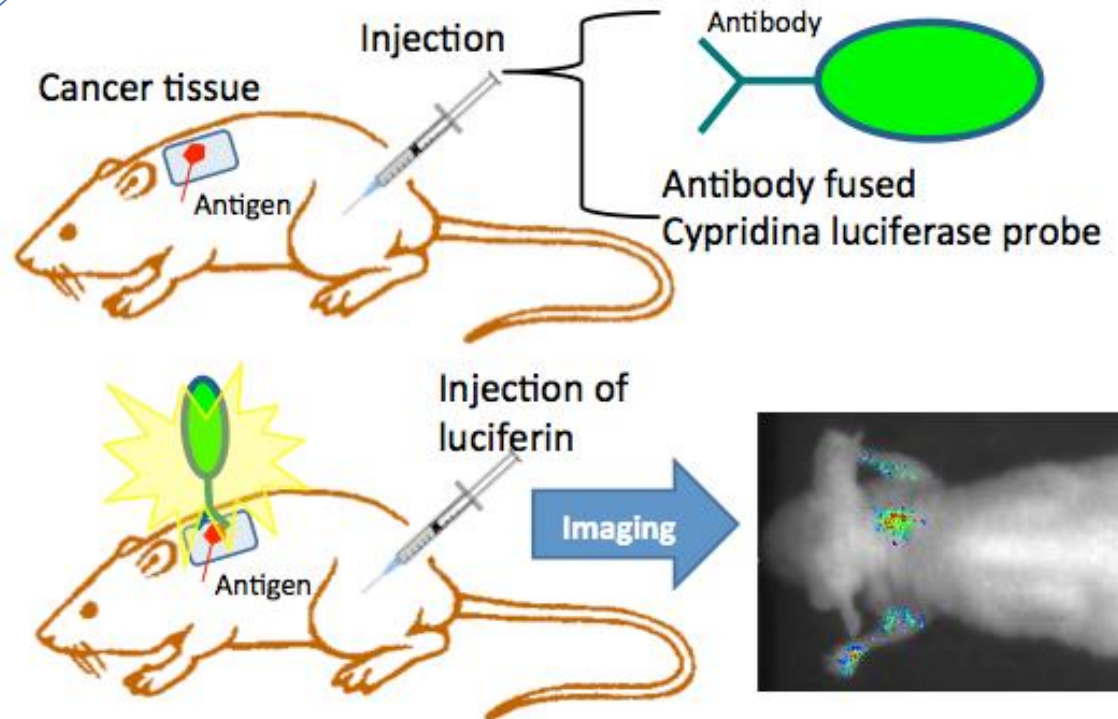 Cancer tissue
Injection
Antibody
Antigen
Antibody fused
Cypridina luciferase probe
Injection of
luciferin
Antigen
Imaging